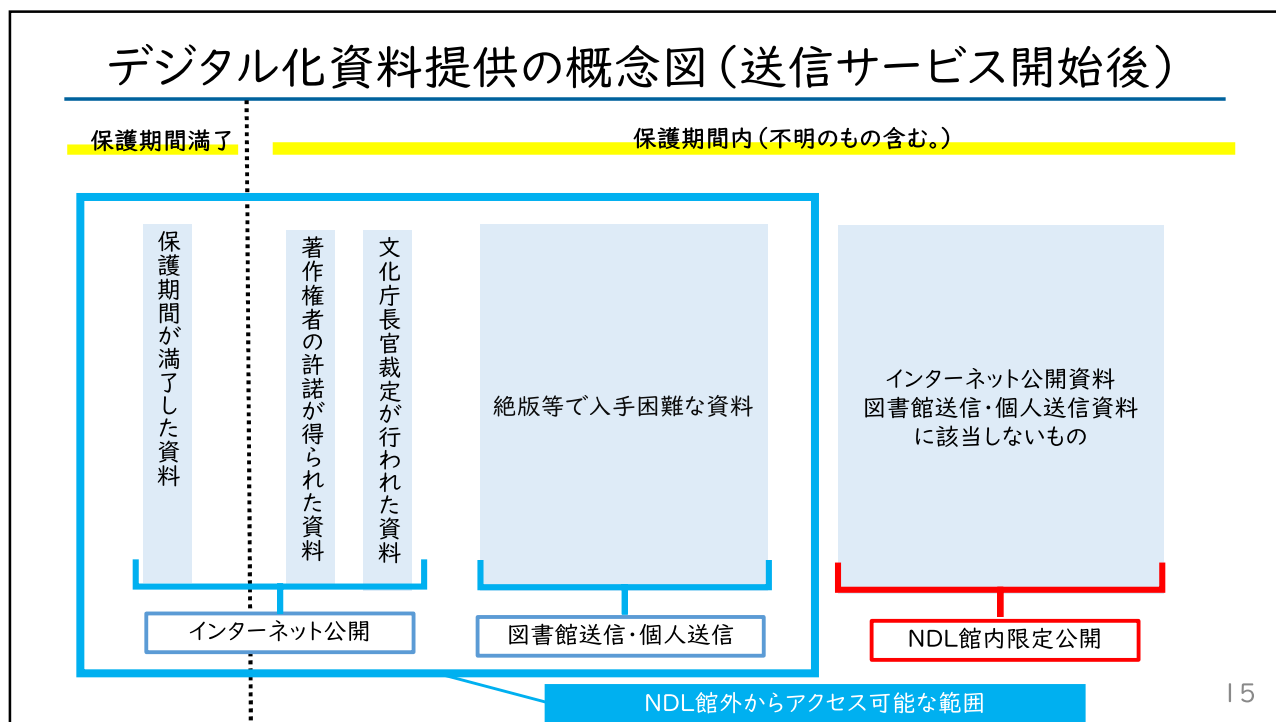 デジタル化資料提供の概念図(送信サービス開始後)
保護期間満了
保護期間内(不明のもの含む。)
保護期間が満了した資料
著作権者の許諾が得られた資料
文化庁長官裁定が行われた資料
絶版等で入手困難な資料
インターネット公開資料
図書館送信・個人送信資料
に該当しないもの
インターネット公開
図書館送信・個人送信
NDL館内限定公開
NDL館外からアクセス可能な範囲
15